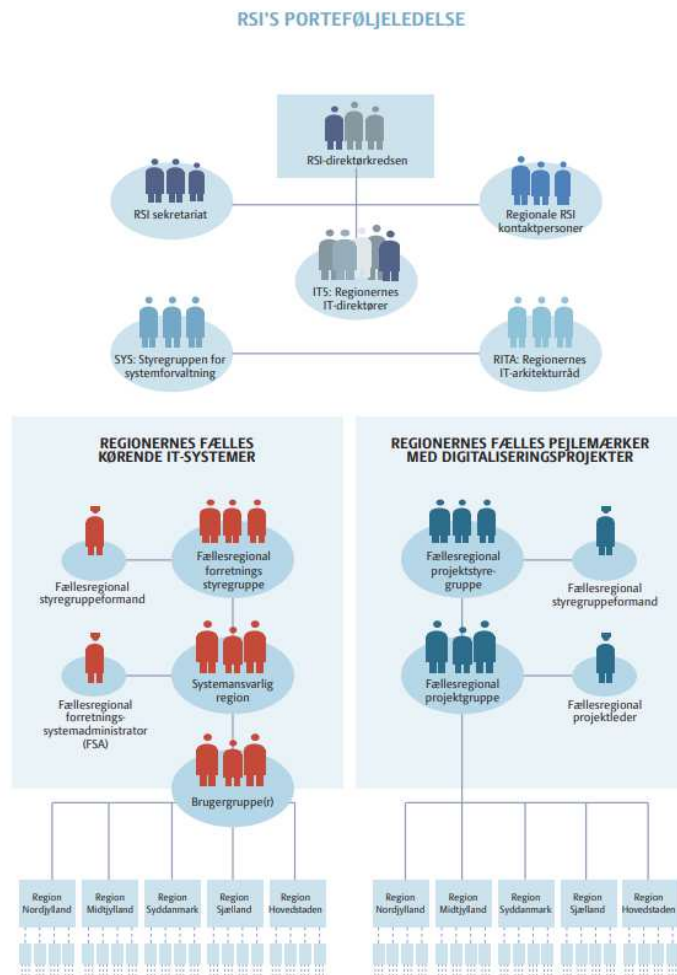 RSI'S PORTEFØLJELEDELSE
RSI-direktørkredsen
RSI sekretariat
Regionale RSI
kontaktpersoner
ITS: Regionernes
IT-direktører
SYS: Styregruppen for
systemforvaltning
RITA: Regionernes
IT-arkitekturråd
REGIONERNES FÆLLES
KØRENDE IT-SYSTEMER
Fællesregional
styregruppeformand
Fællesregional
forretnings
styregruppe
Fællesregional
forretnings-
systemadministrator
(FSA)
Systemansvarlig
region
Brugergruppe(r)
Region
Nordjylland
Region
Midtjylland
Region
Syddanmark
Region
Sjælland
Region
Hovedstaden
REGIONERNES FÆLLES PEJLEMÆRKER
MED DIGITALISERINGSPROJEKTER
Fællesregional
projektstyre-
gruppe
Fællesregional
styregruppeformand
Fællesregional
projektgruppe
Fællesregional
projektleder
Region
Nordjylland
Region
Midtjylland
Region
Syddanmark
Region
Sjælland
Region
Hovedstaden